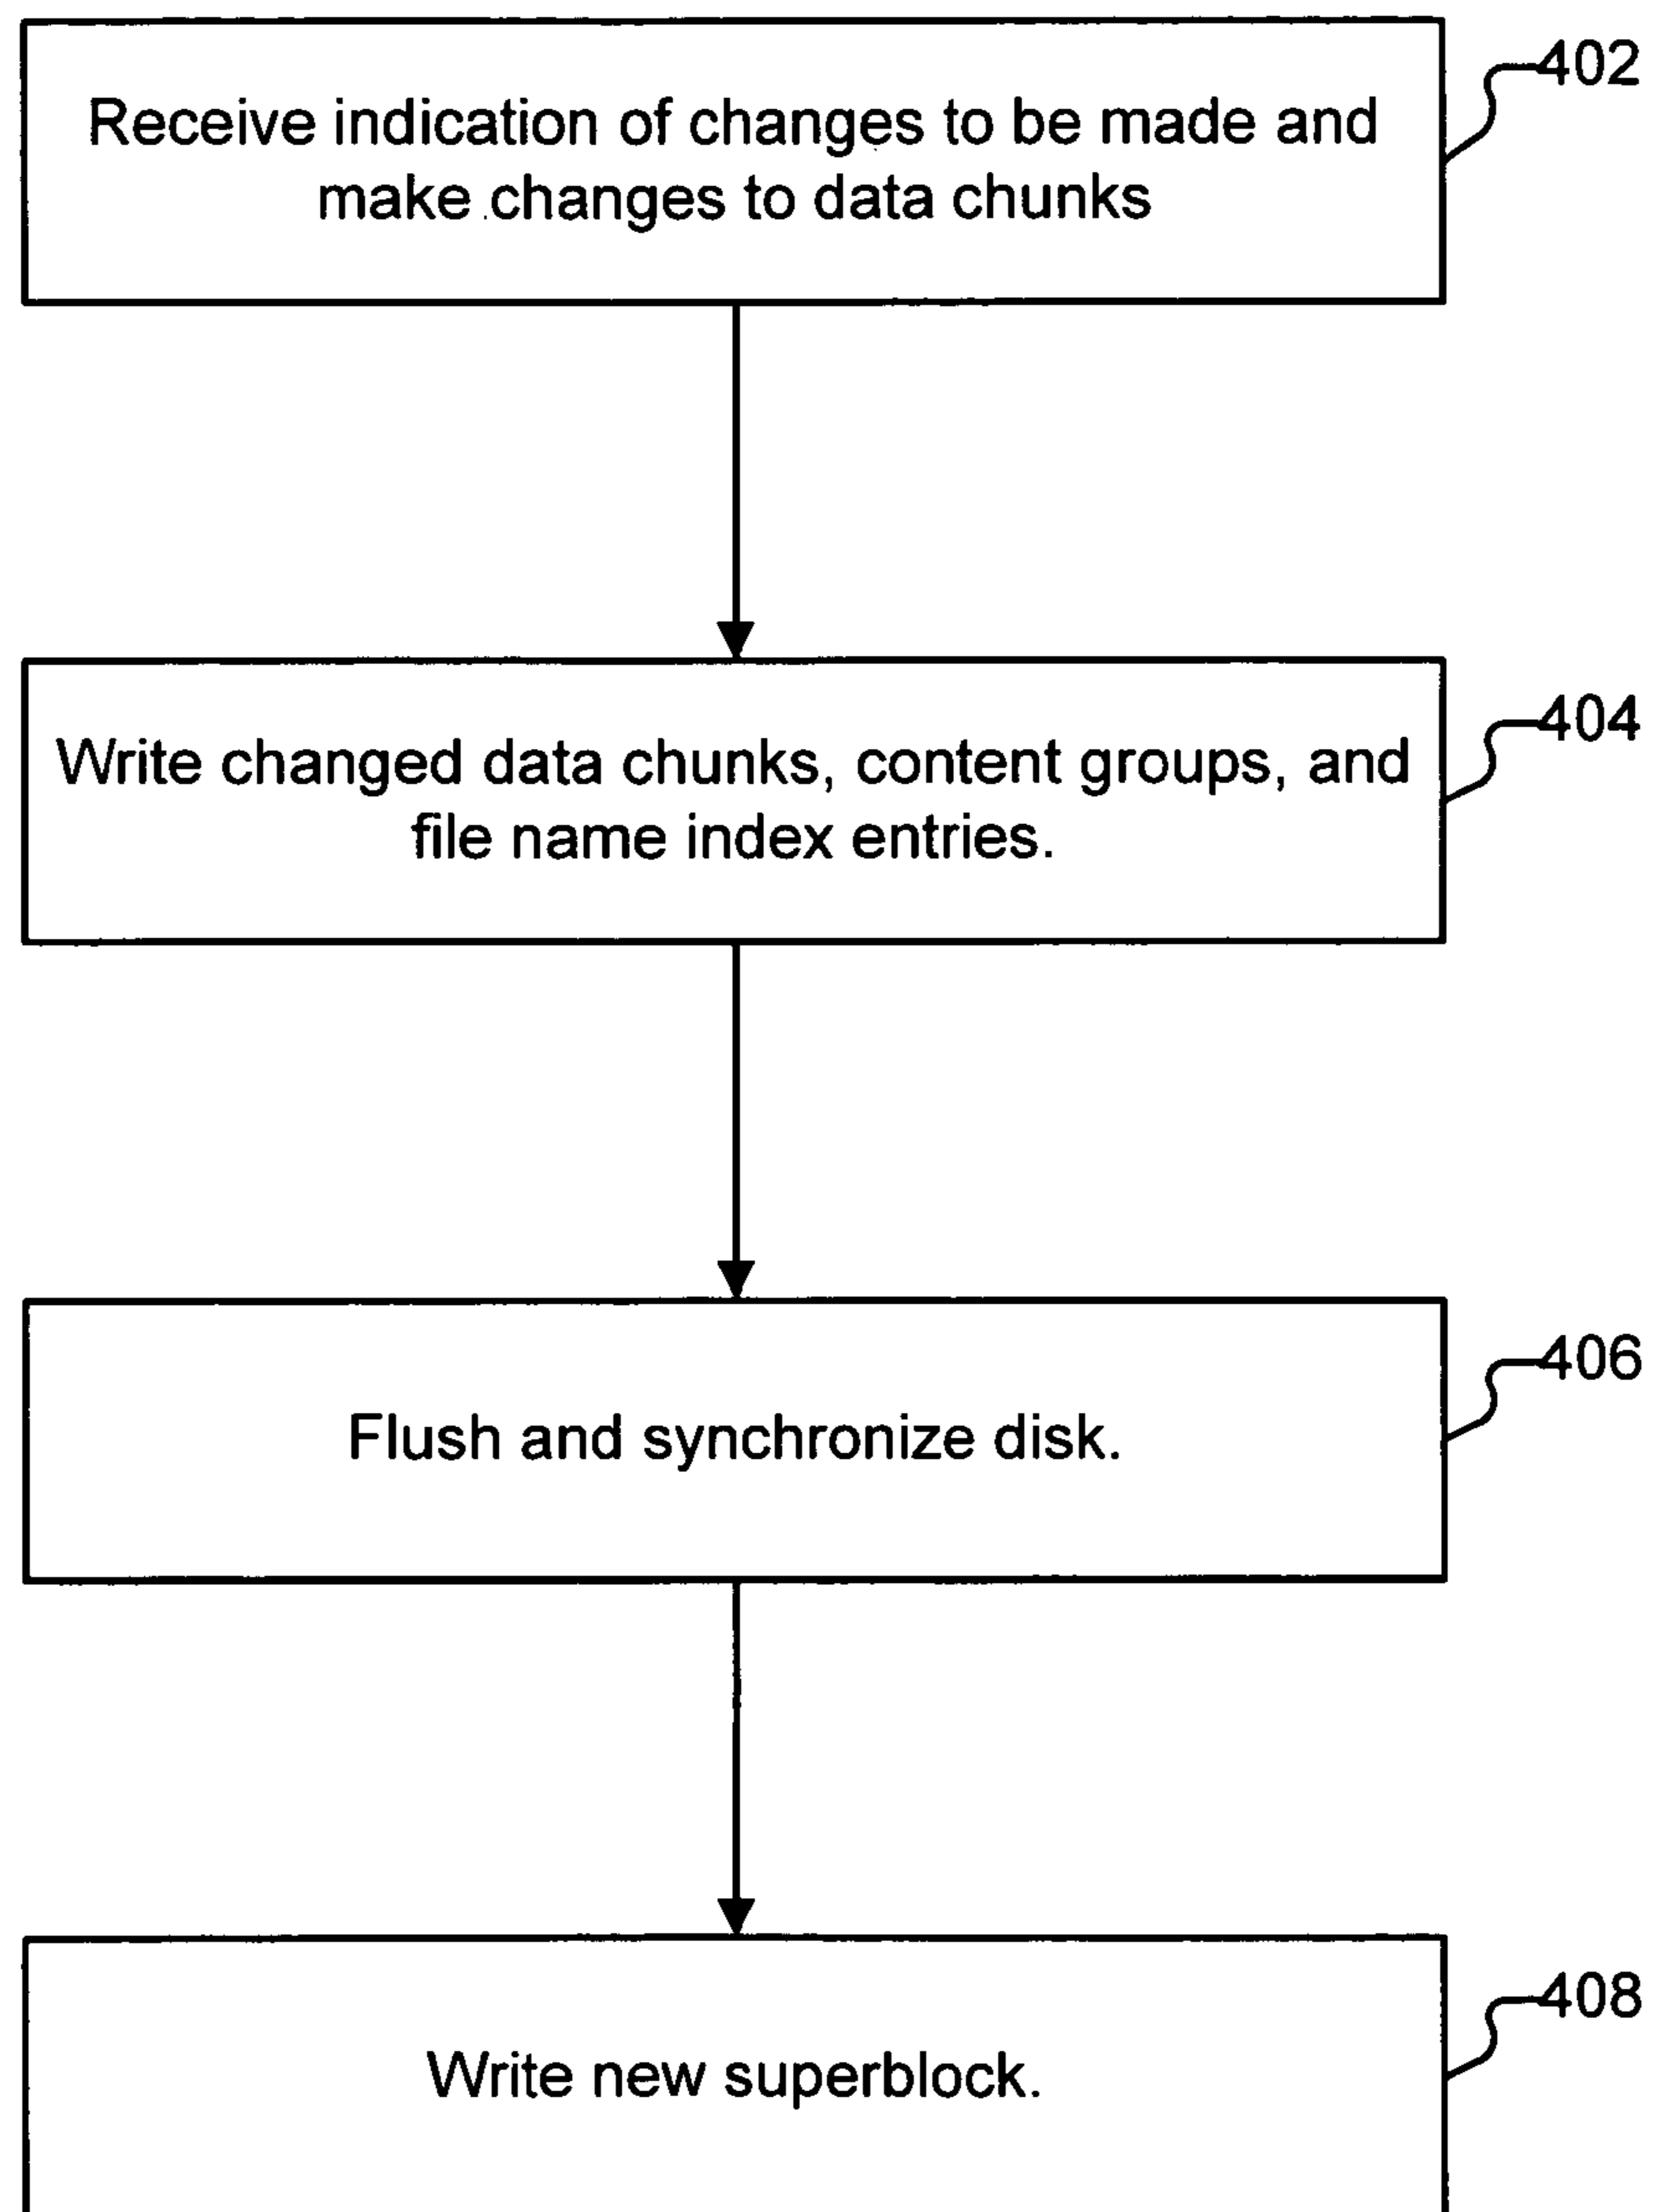 402
Receive indication of changes to be made and
make changes to data chunks
404
Write changed data chunks, content groups, and
file name index entries.
406
Flush and synchronize disk.
408
Write new superblock.